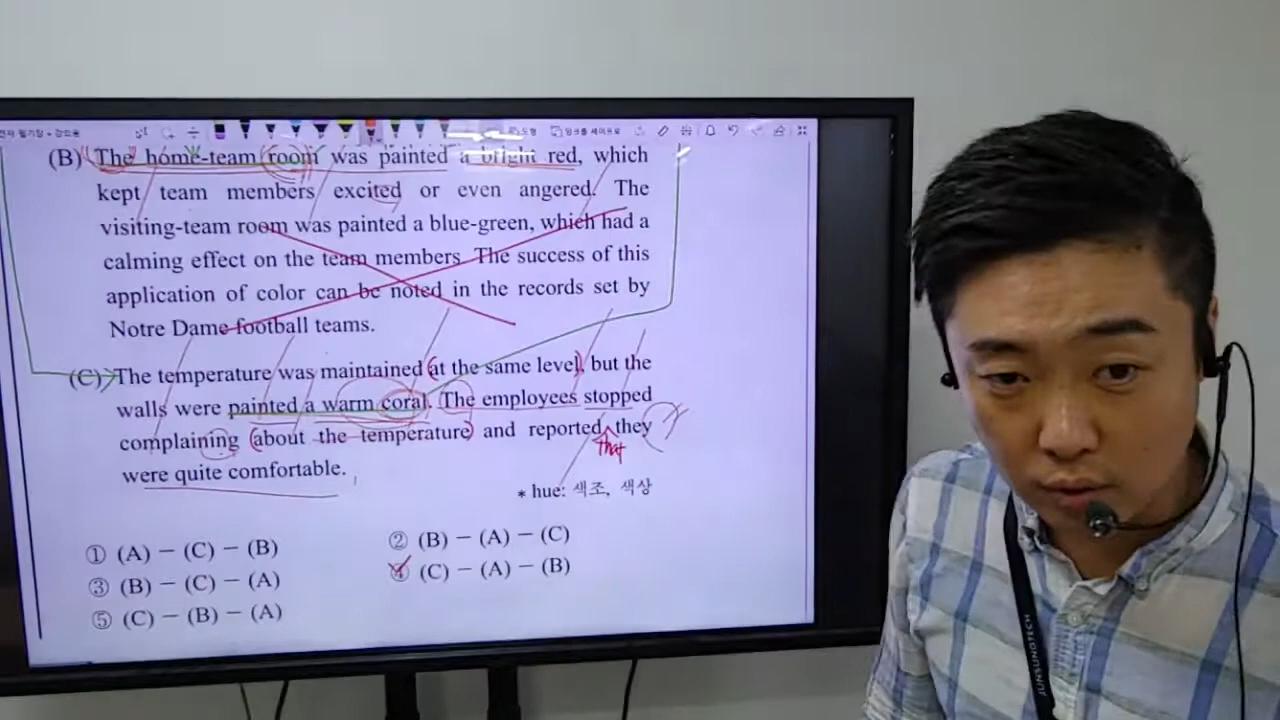 (B) The home-team room was painted a bright red, which
kept team members excited or even angered. The
visiting-team room was painted a blue-green, which had a
calming effect on the team members. The success of this
application of color can be noted in the records set by
Notre Dame football teams.
(C) The temperature was maintained at the same level, but the
walls were painted a warm coral. The employees stopped
complaining about the temperature and reported they
that
were quite comfortable.
* hue: 색조, 색상
① (A) - (C) - (B)
② (B) - (A) - (C)
③ (B) - (C) - (A)
④ (C) - (A) - (B)
⑤ (C) - (B) - (A)
JUNSUNGTECH